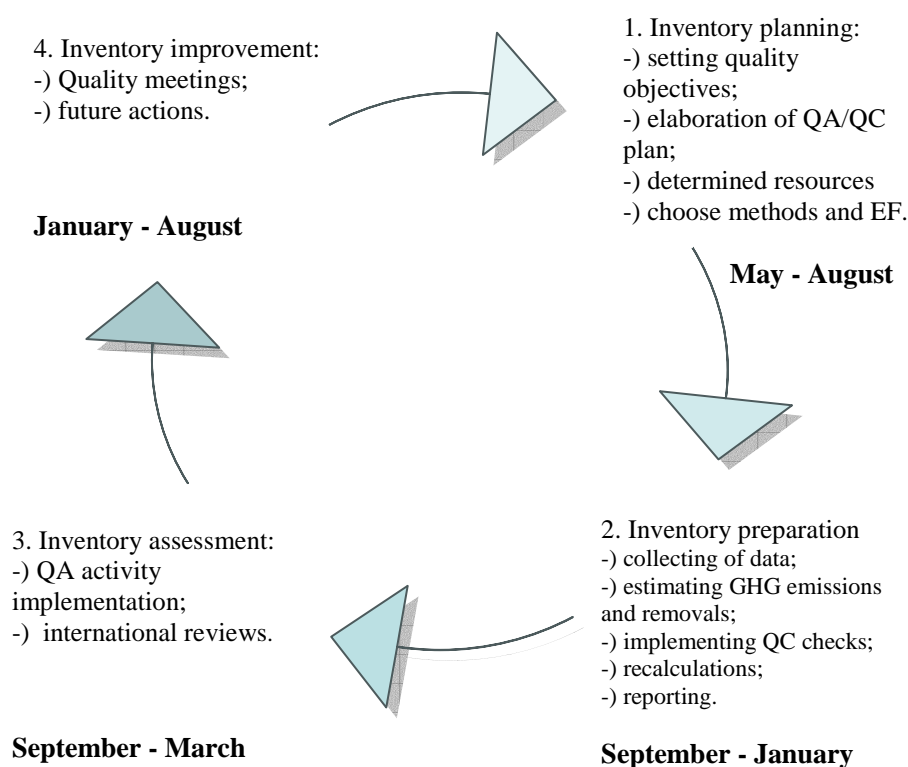 4. Inventory improvement:
-) Quality meetings;
-) future actions.
January - August
1. Inventory planning:
-) setting quality
objectives;
-) elaboration of QA/QC
plan;
-) determined resources
-) choose methods and EF.
May - August
2. Inventory preparation
-) collecting of data;
-) estimating GHG emissions
and removals;
-) implementing QC checks;
-) recalculations;
-) reporting.
September - January
3. Inventory assessment:
-) QA activity
implementation;
-)  international reviews.
September - March